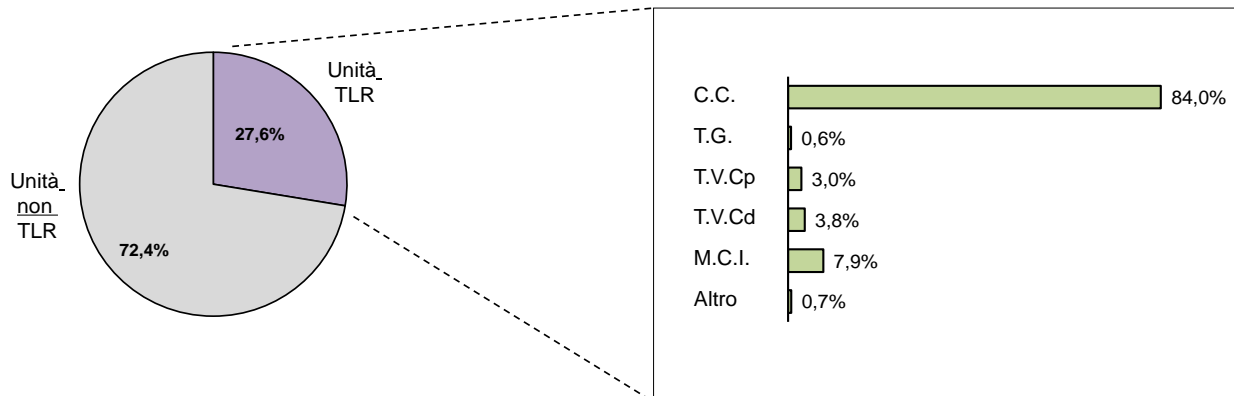 Unità
TLR
27,6%
Unità
non
TLR
72,4%
C.C. 84,0%
T.G. 0,6%
T.V.Cp 3,0%
T.V.Cd 3,8%
M.C.I. 7,9%
Altro 0,7%